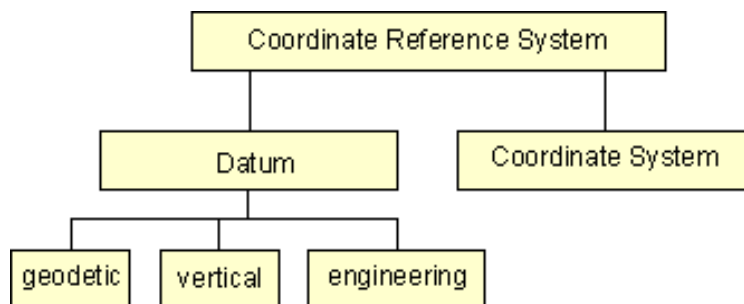 Coordinate Reference System
Datum
Coordinate System
geodetic
vertical
engineering